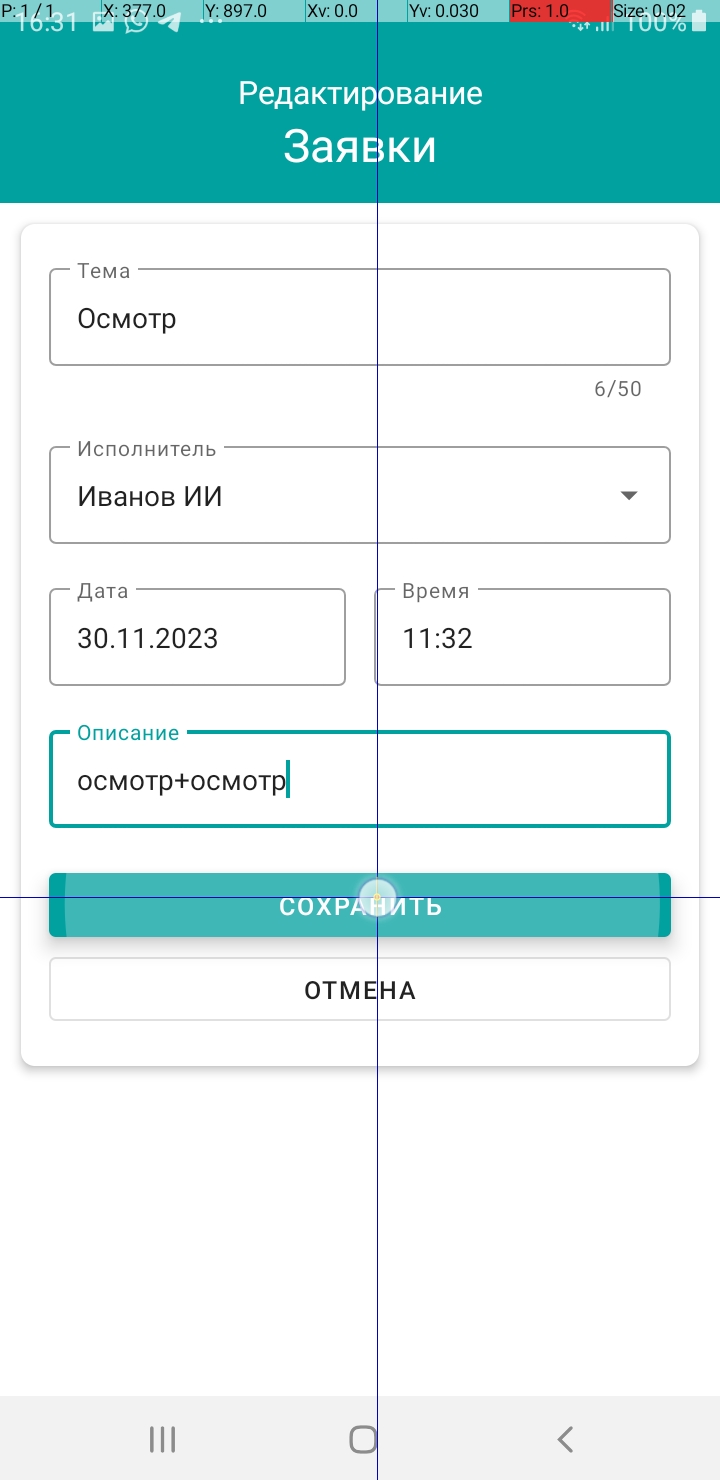 P: 1 / 1 X: 377.0 Y: 897.0 Xv: 0.0 Yv: 0.030 Prs: 1.0 Size: 0.02
16:31 100%
Редактирование
Заявки
Тема
Осмотр
6/50
Исполнитель
Иванов ИИ
Дата Время
30.11.2023 11:32
Описание
осмотр+осмотр
СОХРАНИТЬ
ОТМЕНА